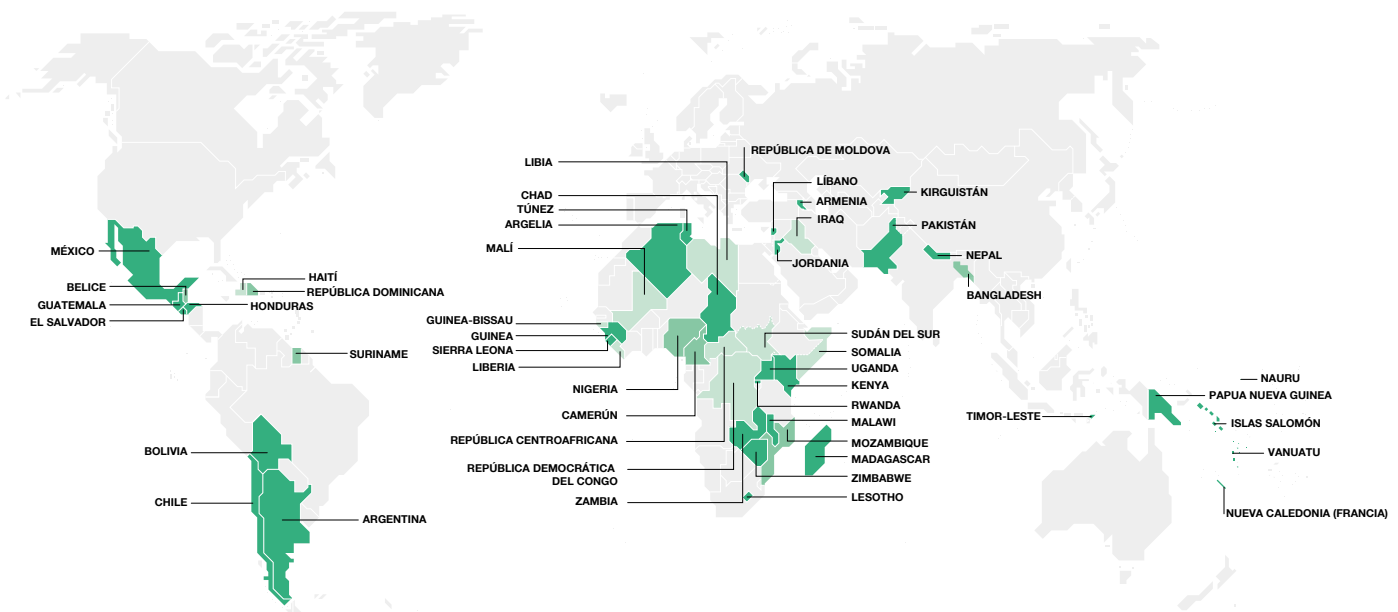 MÉXICO
BELICE
GUATEMALA
EL SALVADOR
HAITÍ
REPÚBLICA DOMINICANA
HONDURAS
SURINAME
BOLIVIA
CHILE
ARGENTINA
LIBIA
CHAD
TÚNEZ
ARGELIA
MALÍ
GUINEA-BISSAU
GUINEA
SIERRA LEONA
LIBERIA
NIGERIA
CAMERÚN
REPÚBLICA CENTROAFRICANA
REPÚBLICA DEMOCRÁTICA
DEL CONGO
ZAMBIA
REPÚBLICA DE MOLDOVA
LÍBANO
ARMENIA
IRAQ
JORDANIA
KIRGUISTÁN
PAKISTÁN
NEPAL
BANGLADESH
SUDÁN DEL SUR
SOMALIA
UGANDA
KENYA
RWANDA
MALAWI
MOZAMBIQUE
MADAGASCAR
ZIMBABWE
LESOTHO
TIMOR-LESTE
NAURU
PAPUA NUEVA GUINEA
ISLAS SALOMÓN
VANUATU
NUEVA CALEDONIA (FRANCIA)